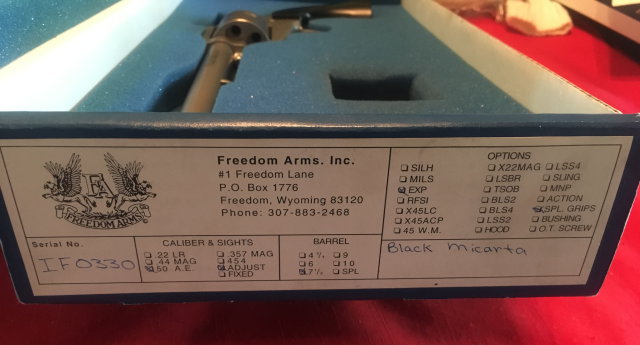 FREEDOM ARMS
Freedom Arms. Inc.
#1 Freedom Lane
P.O. Box 1776
Freedom, Wyoming 83120
Phone: 307-883-2468
OPTIONS
SILH
MILS
EXP
RFSI
X45LC
X45ACP
45 W.M.
X22MAG
LSBR
TSOB
BLS2
BLS4
LSS2
HOOD
LSS4
SLING
MNP
ACTION
SPL. GRIPS
BUSHING
O.T. SCREW
Black Micarta
Serial No.
IF0330
CALIBER & SIGHTS
.22 LR
.44 MAG
.50 A.E.
.357 MAG
454
ADJUST
FIXED
BARREL
4 ¾
6
7½
9
10
SPL